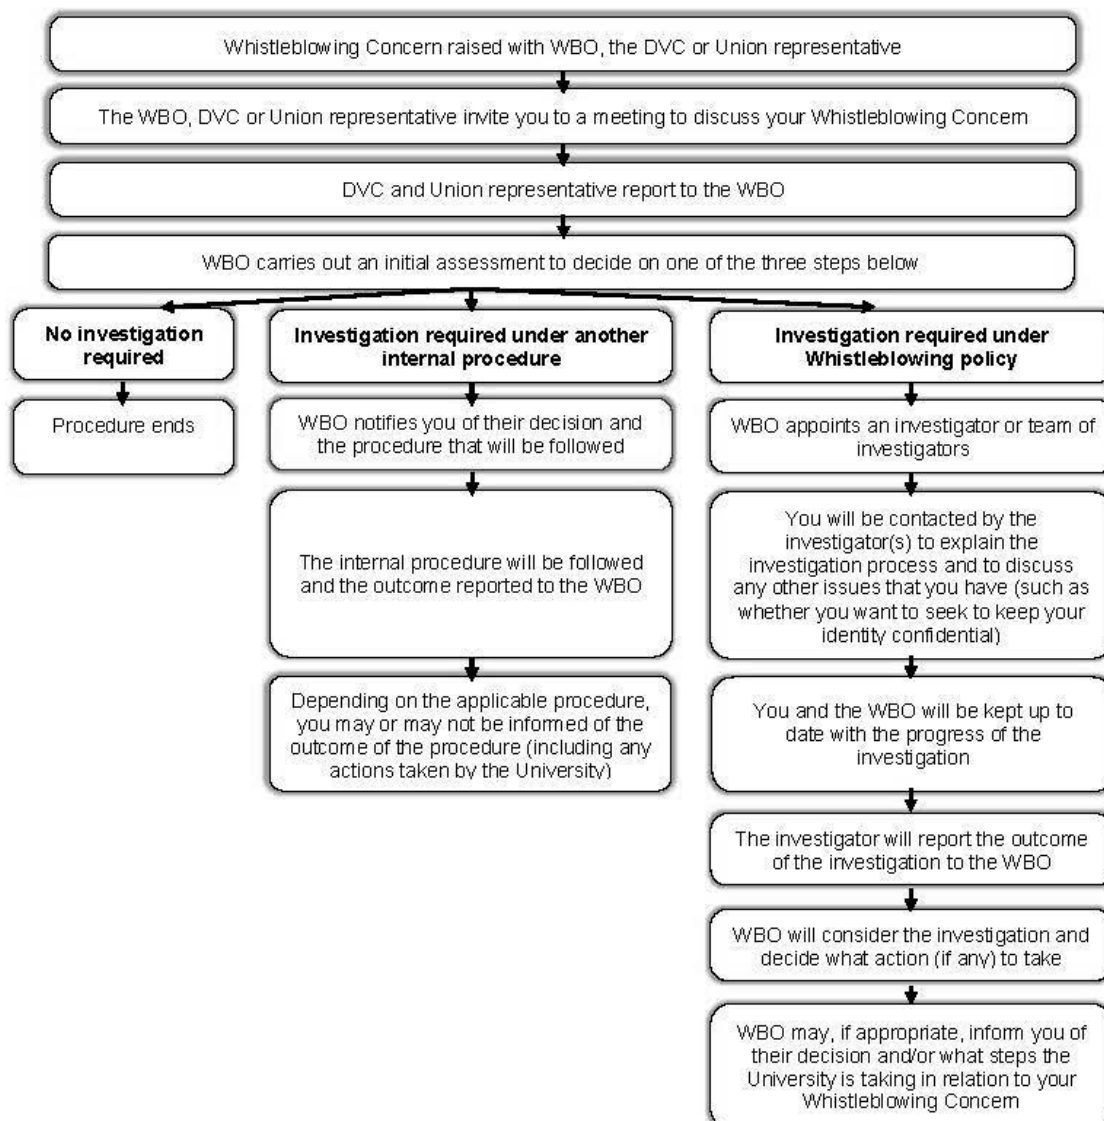 Whistleblowing Concern raised with WBO, the DVC or Union representative
The WBO, DVC or Union representative invite you to a meeting to discuss your Whistleblowing Concern
DVC and Union representative report to the WBO
WBO carries out an initial assessment to decide on one of the three steps below
No investigation
required
Procedure ends
Investigation required under another
internal procedure
WBO notifies you of their decision and
the procedure that will be followed
The internal procedure will be followed
and the outcome reported to the WBO
Depending on the applicable procedure,
you may or may not be informed of the
outcome of the procedure (including any
actions taken by the University)
Investigation required under
Whistleblowing policy
WBO appoints an investigator or team of
investigators
You will be contacted by the
investigator(s) to explain the
investigation process and to discuss
any other issues that you have (such as
whether you want to seek to keep your
identity confidential)
You and the WBO will be kept up to
date with the progress of the
investigation
The investigator will report the outcome
of the investigation to the WBO
WBO will consider the investigation and
decide what action (if any) to take
WBO may, if appropriate, inform you of
their decision and/or what steps the
University is taking in relation to your
Whistleblowing Concern